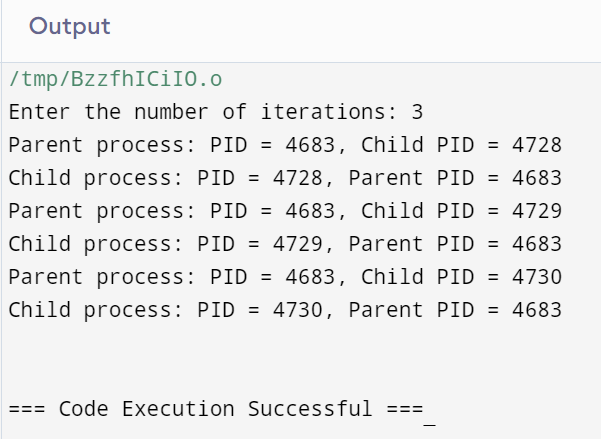 Output
/tmp/BzzfhICiIO.o
Enter the number of iterations: 3
Parent process: PID = 4683, Child PID = 4728
Child process: PID = 4728, Parent PID = 4683
Parent process: PID = 4683, Child PID = 4729
Child process: PID = 4729, Parent PID = 4683
Parent process: PID = 4683, Child PID = 4730
Child process: PID = 4730, Parent PID = 4683
=== Code Execution Successful ===_